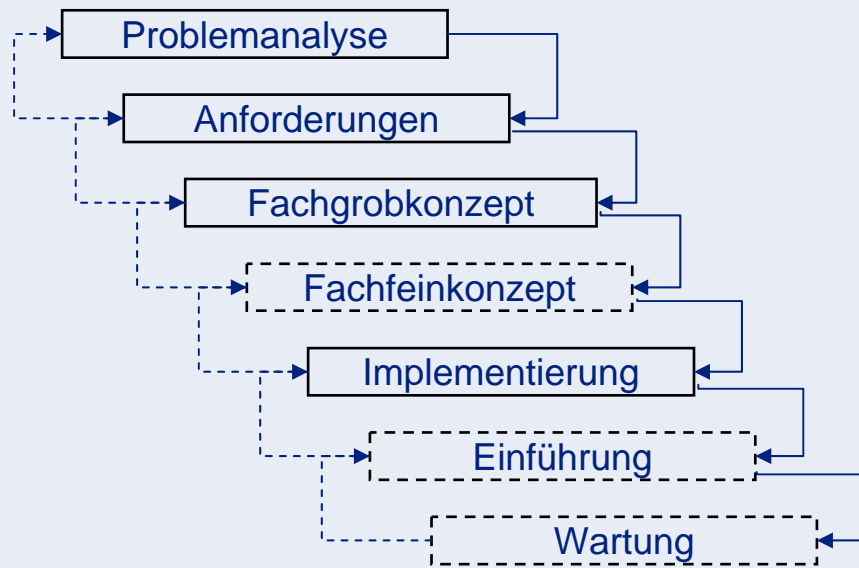 Problemanalyse
Anforderungen
Fachgrobkonzept
Fachfeinkonzept
Implementierung
Einführung
Wartung